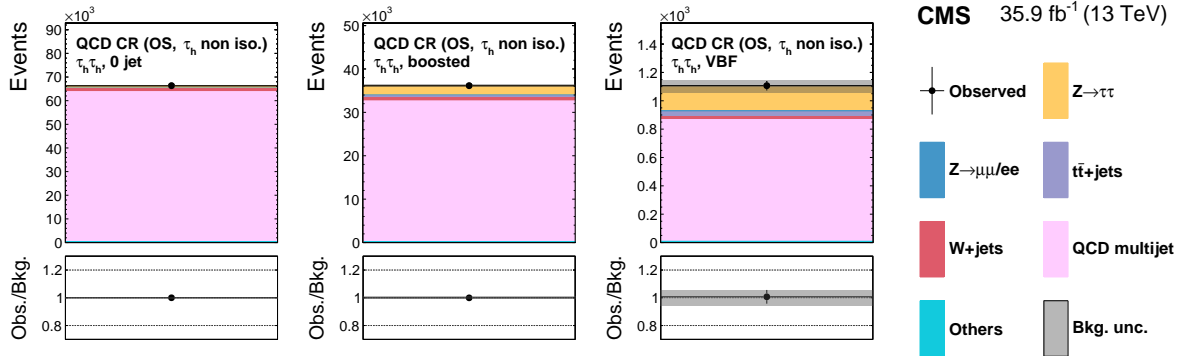 ×10³
QCD CR (OS, τₕ non iso.)
τₕτₕ, 0 jet
Events
90
80
70
60
50
40
30
20
10
0
Obs./Bkg.
1.2
1
0.8
×10³
QCD CR (OS, τₕ non iso.)
τₕτₕ, boosted
Events
50
40
30
20
10
0
Obs./Bkg.
1.2
1
0.8
×10³
QCD CR (OS, τₕ non iso.)
τₕτₕ, VBF
Events
1.4
1.2
1
0.8
0.6
0.4
0.2
0
Obs./Bkg.
1.2
1
0.8
CMS 35.9 fb⁻¹ (13 TeV)
Observed
Z→ττ
Z→μμ/ee
tt̄+jets
W+jets
QCD multijet
Others
Bkg. unc.